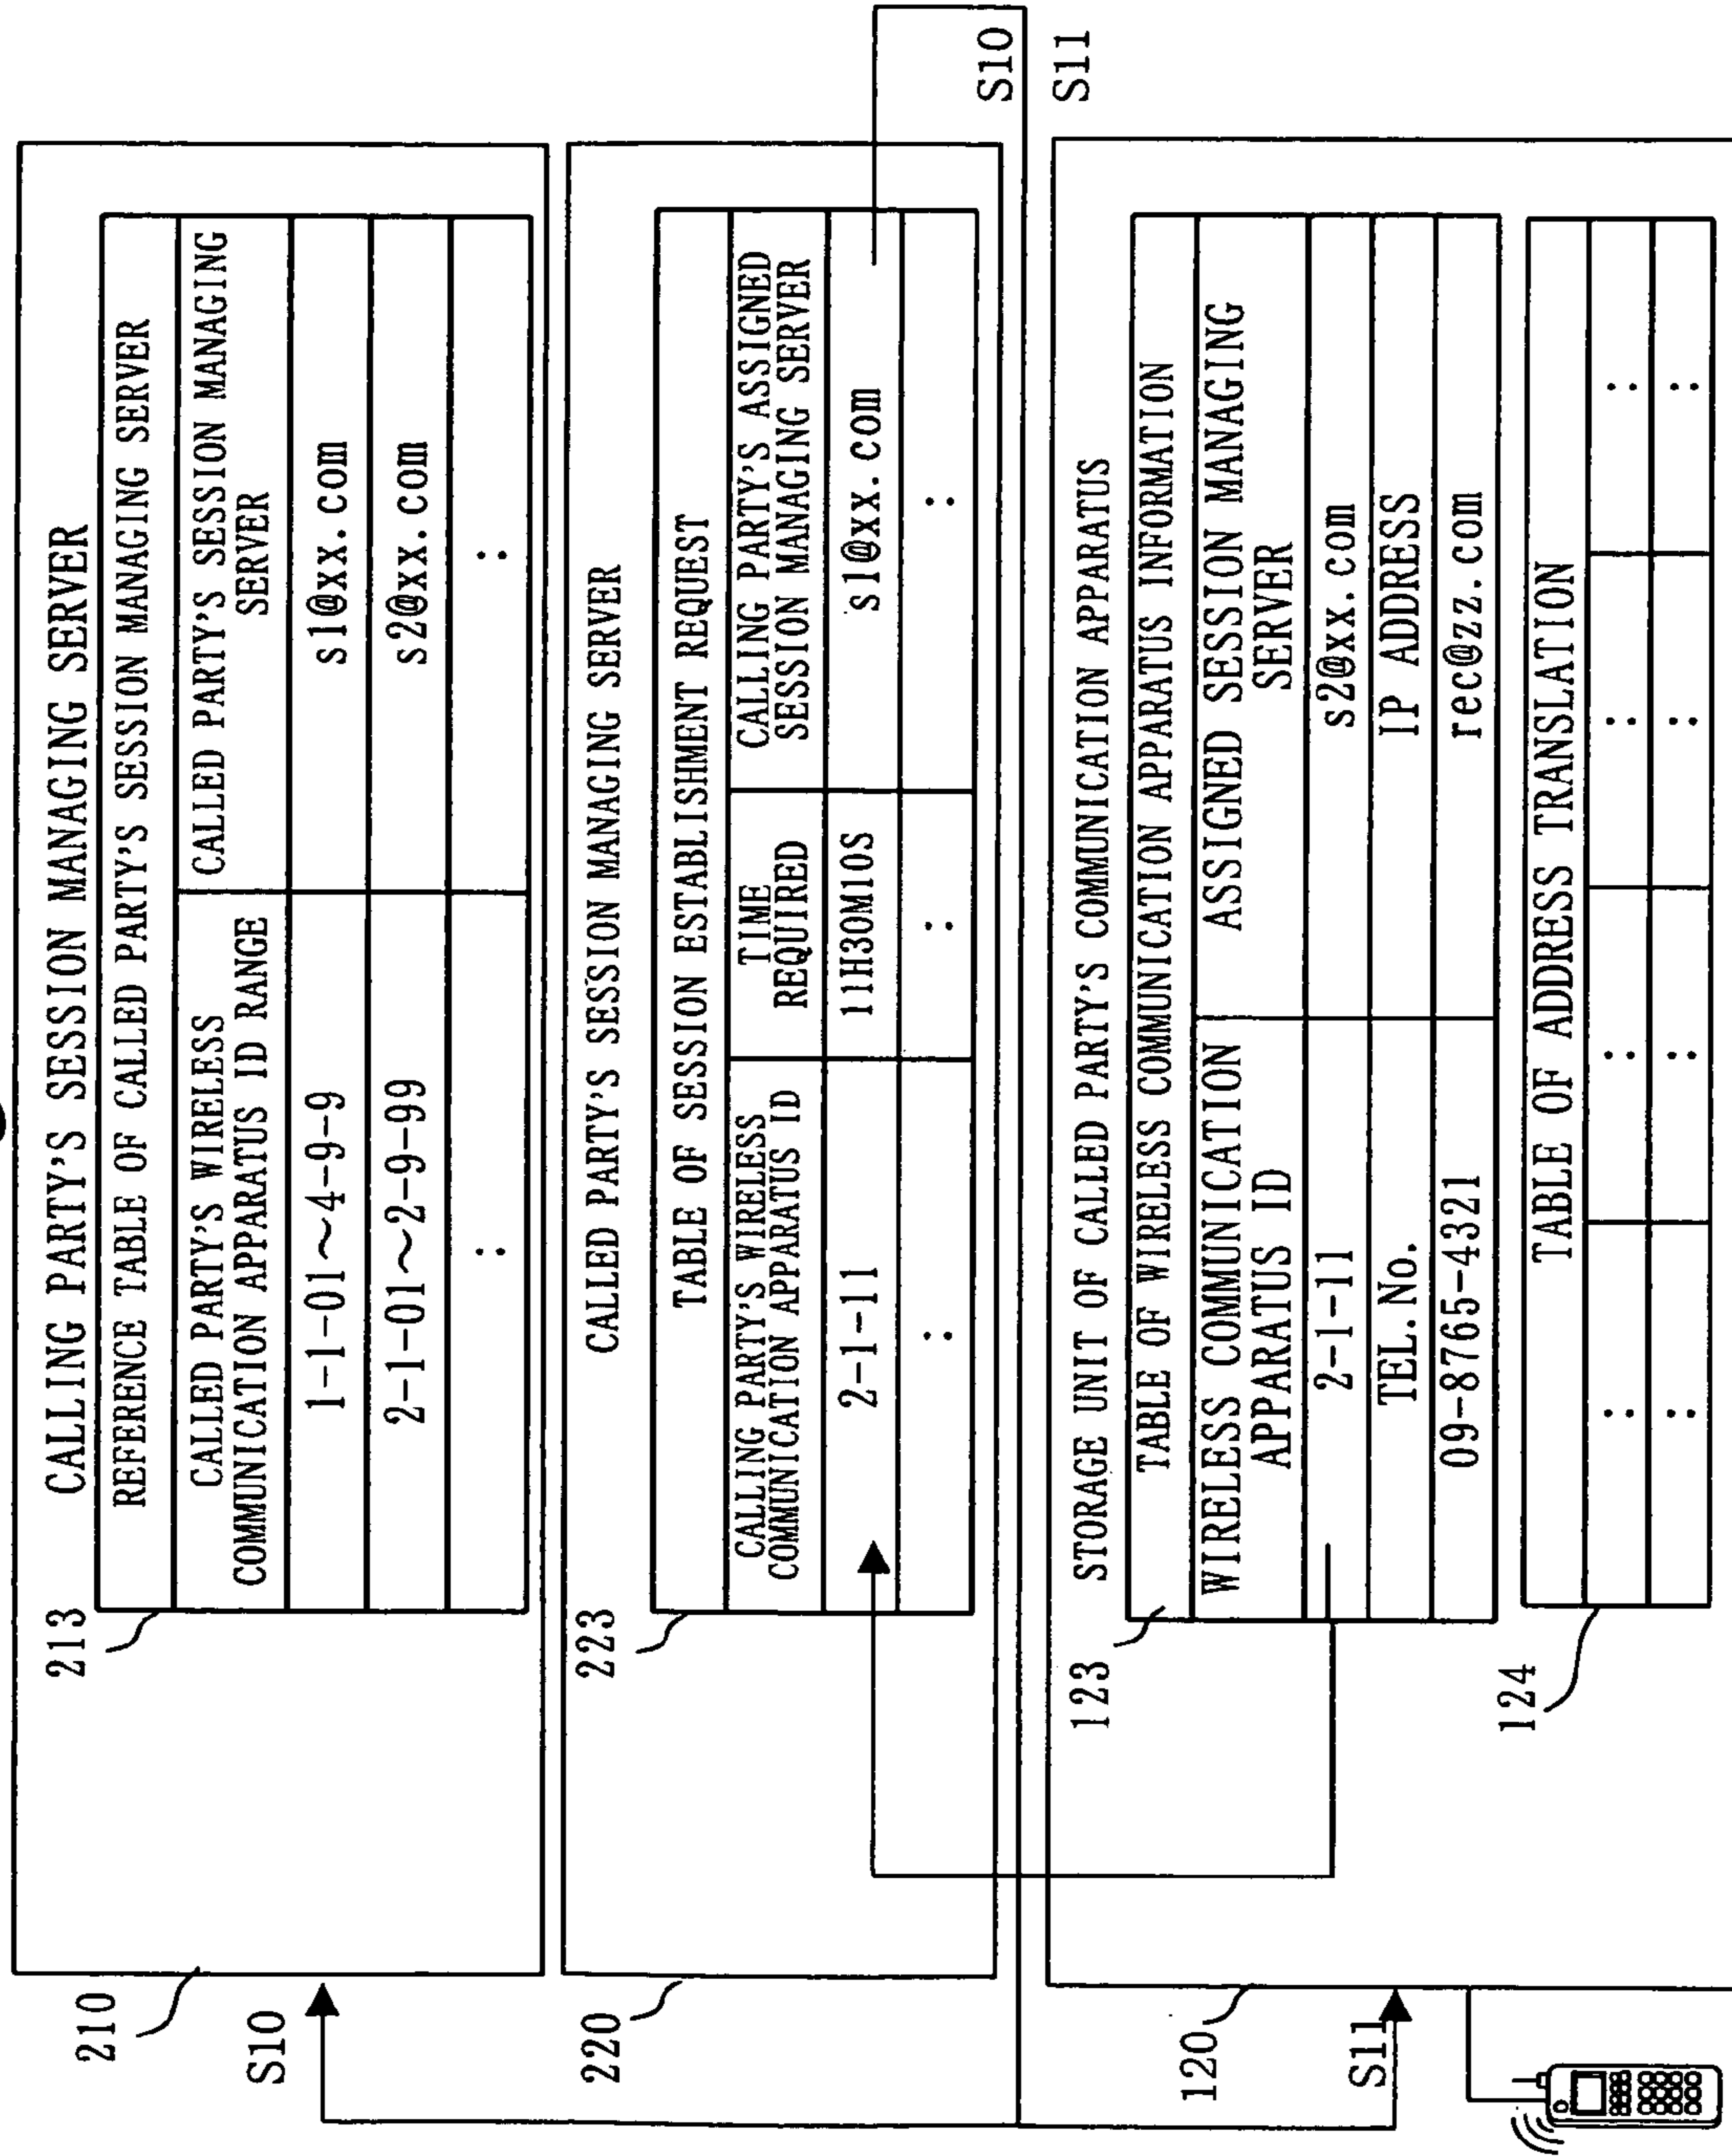 210
CALLING PARTY'S SESSION MANAGING SERVER
213
REFERENCE TABLE OF CALLED PARTY'S SESSION MANAGING SERVER
CALLED PARTY'S WIRELESS
COMMUNICATION APPARATUS ID RANGE
CALLED PARTY'S SESSION MANAGING
SERVER
1-1-01~4-9-9
s1@xx.com
2-1-01~2-9-99
s2@xx.com
:
:
S10
220
CALLED PARTY'S SESSION MANAGING SERVER
223
TABLE OF SESSION ESTABLISHMENT REQUEST
CALLING PARTY'S WIRELESS
COMMUNICATION APPARATUS ID
TIME
REQUIRED
CALLING PARTY'S ASSIGNED
SESSION MANAGING SERVER
2-1-11
11H30M10S
s1@xx.com
:
:
:
S10
S11
120
STORAGE UNIT OF CALLED PARTY'S COMMUNICATION APPARATUS
123
TABLE OF WIRELESS COMMUNICATION APPARATUS INFORMATION
WIRELESS COMMUNICATION
APPARATUS ID
ASSIGNED SESSION MANAGING
SERVER
2-1-11
s2@xx.com
TEL.No.
IP ADDRESS
09-8765-4321
rec@zz.com
S11
124
TABLE OF ADDRESS TRANSLATION
: : : :
: : : :